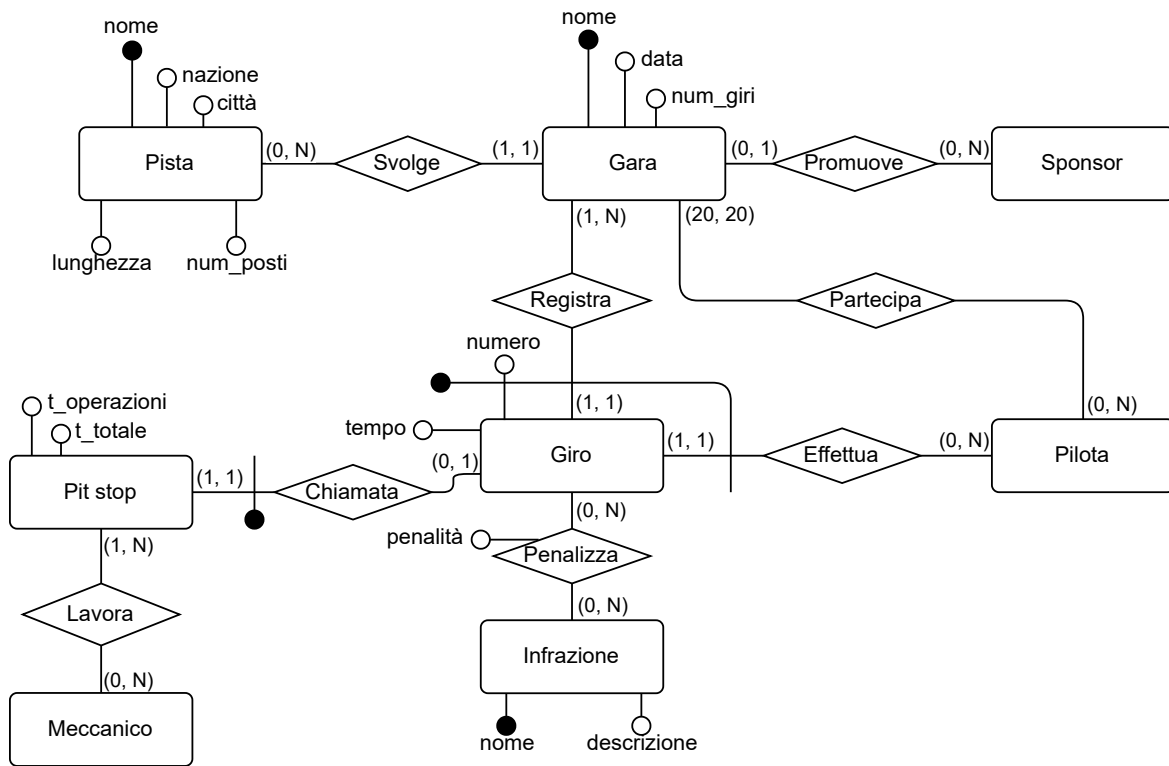 nome
nazione
città
Pista
lunghezza
num_posti
(0, N)
Svolge
(1, 1)
nome
data
num_giri
Gara
(0, 1)
Promuove
(0, N)
Sponsor
(1, N)
(20, 20)
Registra
Partecipa
numero
tempo
(1, 1)
(0, N)
t_operazioni
t_totale
Pit stop
(1, 1)
Chiamata
(0, 1)
Giro
(1, 1)
Effettua
(0, N)
Pilota
(1, N)
(0, N)
penalità
Penalizza
Lavora
(0, N)
(0, N)
Infrazione
Meccanico
nome
descrizione